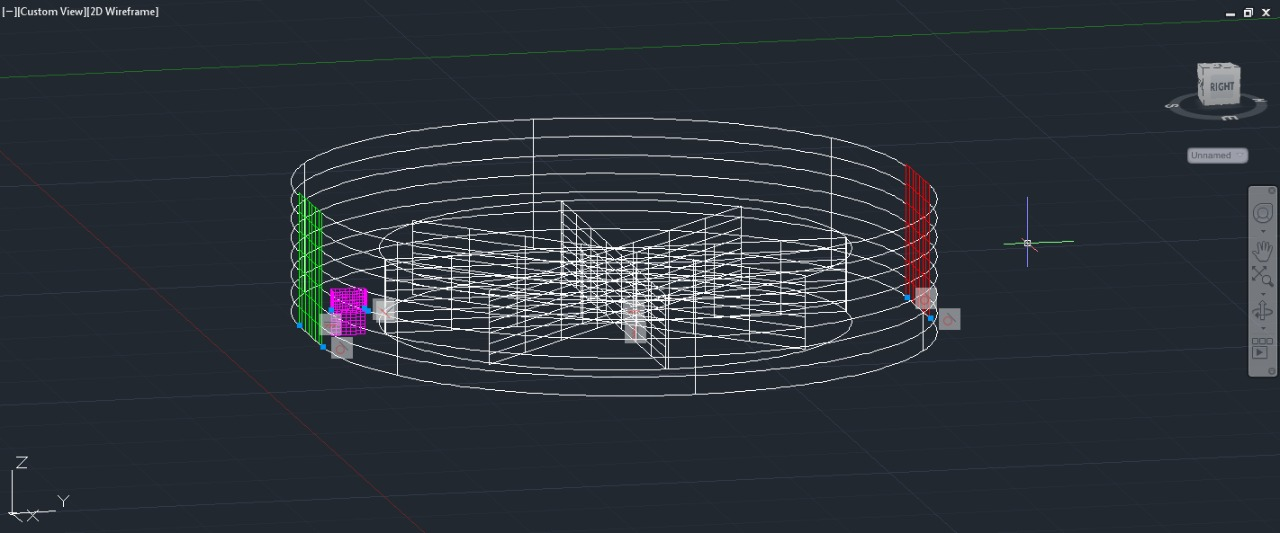 [−][Custom View][2D Wireframe]
RIGHT
S
E
Unnamed
Z
Y
X